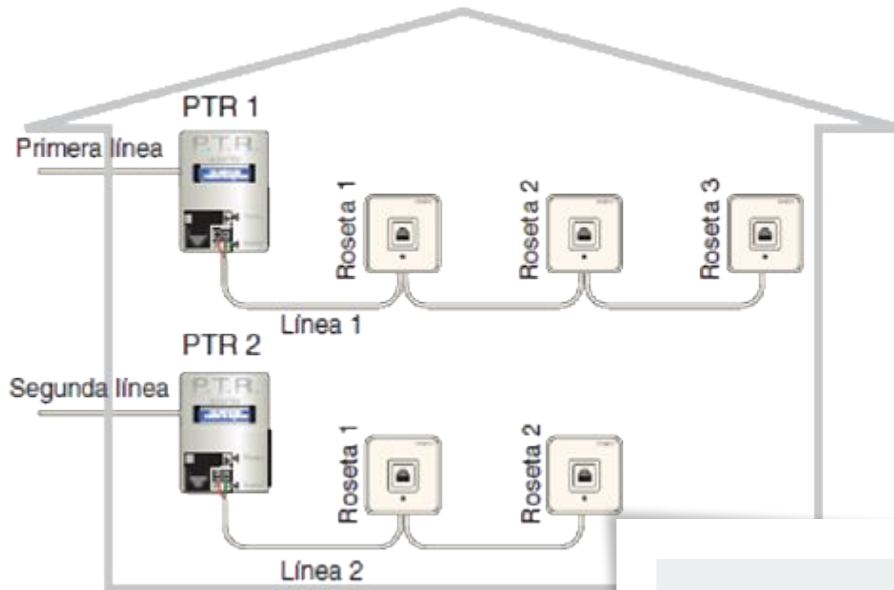 PTR 1
P.T.R.
Primera línea
Roseta 1
Roseta 2
Roseta 3
Línea 1
PTR 2
P.T.R.
Segunda línea
Roseta 1
Roseta 2
Línea 2